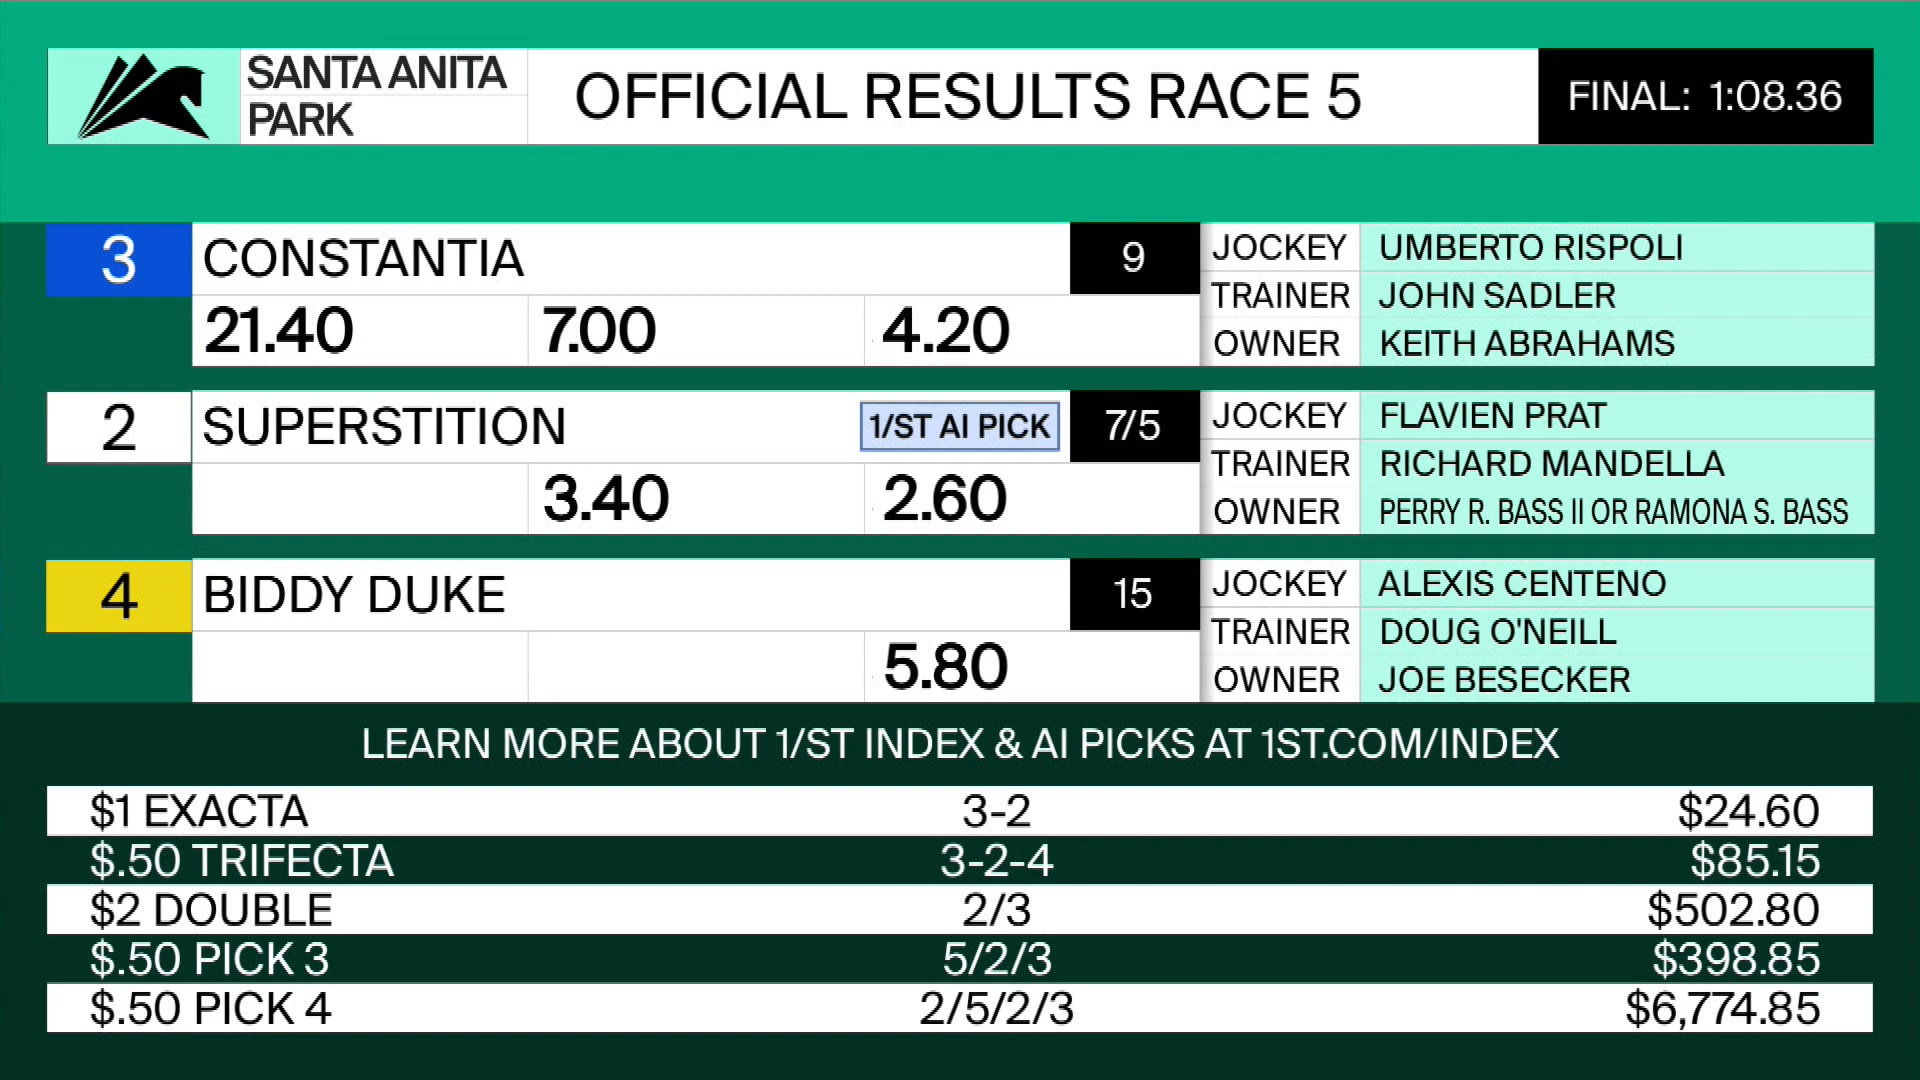 SANTA ANITA
PARK
OFFICIAL RESULTS RACE 5
FINAL: 1:08.36
3
CONSTANTIA
9
21.40 7.00 4.20
JOCKEY UMBERTO RISPOLI
TRAINER JOHN SADLER
OWNER KEITH ABRAHAMS
2
SUPERSTITION
1/ST AI PICK
7/5
3.40 2.60
JOCKEY FLAVIEN PRAT
TRAINER RICHARD MANDELLA
OWNER PERRY R. BASS II OR RAMONA S. BASS
4
BIDDY DUKE
15
5.80
JOCKEY ALEXIS CENTENO
TRAINER DOUG O'NEILL
OWNER JOE BESECKER
LEARN MORE ABOUT 1/ST INDEX & AI PICKS AT 1ST.COM/INDEX
$1 EXACTA 3-2 $24.60
$.50 TRIFECTA 3-2-4 $85.15
$2 DOUBLE 2/3 $502.80
$.50 PICK 3 5/2/3 $398.85
$.50 PICK 4 2/5/2/3 $6,774.85